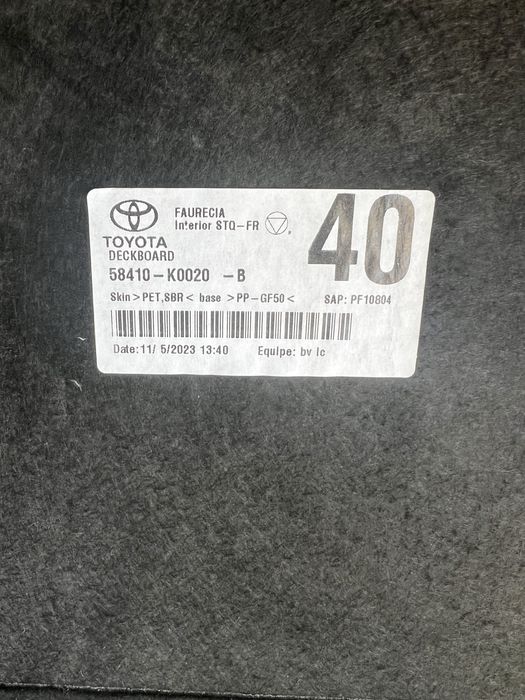 FAURECIA
Interior STQ-FR
40
TOYOTA
DECKBOARD
58410-K0020 -B
Skin>PET,SBR< base >PP-GF50< SAP: PF10804
Date:11/ 5/2023 13:40 Equipe: bv lc